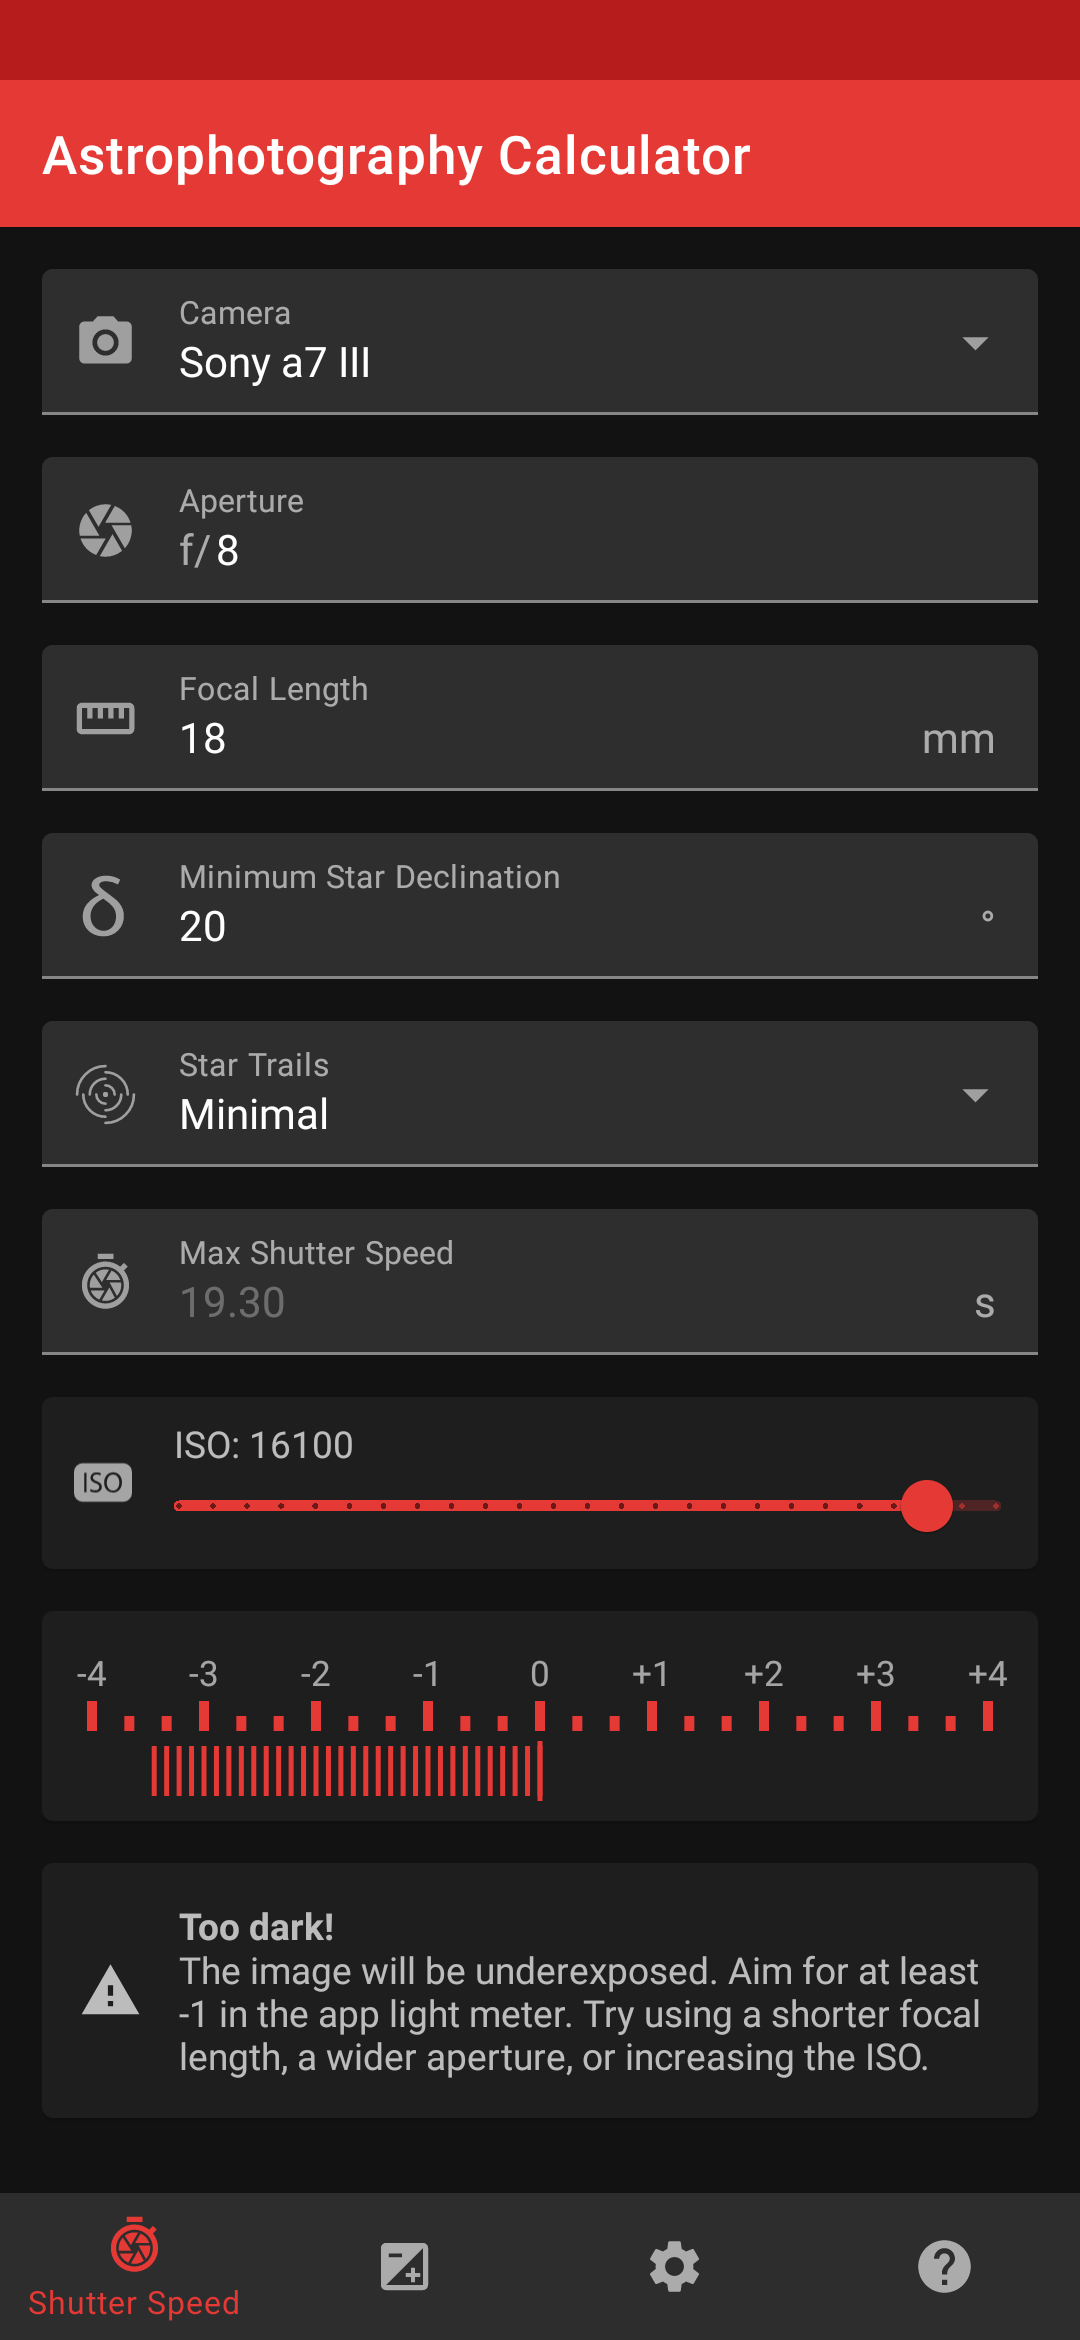 Astrophotography Calculator
Camera
Sony a7 III
Aperture
f/8
Focal Length
18 mm
Minimum Star Declination
20 °
Star Trails
Minimal
Max Shutter Speed
19.30 s
ISO: 16100
ISO
-4 -3 -2 -1 0 +1 +2 +3 +4
Too dark!
The image will be underexposed. Aim for at least
-1 in the app light meter. Try using a shorter focal
length, a wider aperture, or increasing the ISO.
Shutter Speed